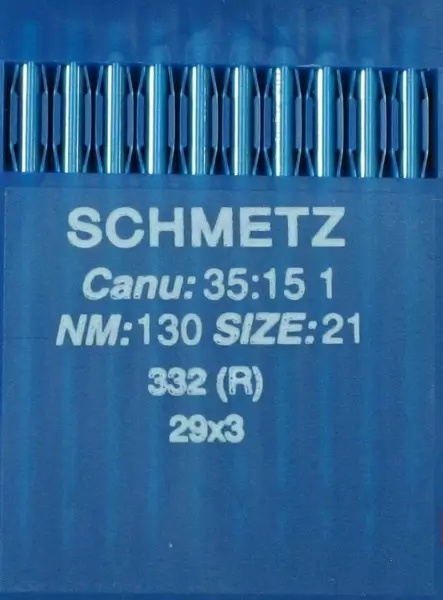 SCHMETZ
Canu: 35:15 1
NM:130 SIZE:21
332 (R)
29x3